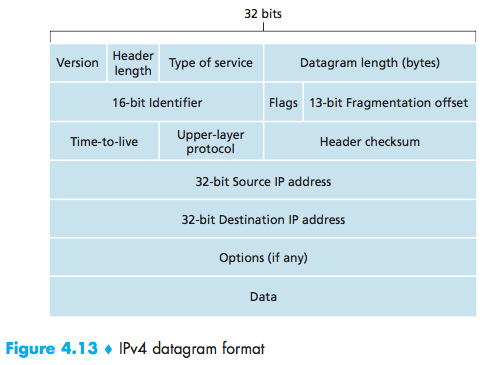 32 bits
Version
Header
length
Type of service
Datagram length (bytes)
16-bit Identifier
Flags
13-bit Fragmentation offset
Time-to-live
Upper-layer
protocol
Header checksum
32-bit Source IP address
32-bit Destination IP address
Options (if any)
Data
Figure 4.13 ♦ IPv4 datagram format